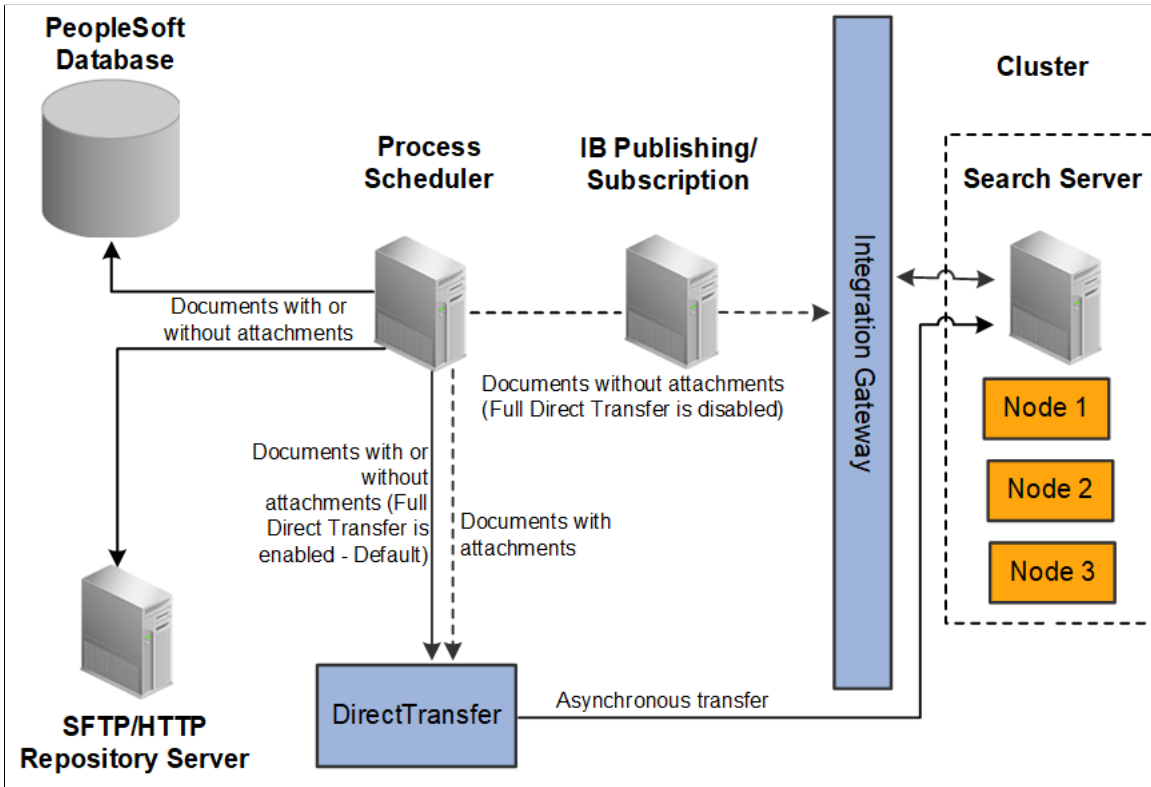 PeopleSoft
Database
Cluster
Process
Scheduler
IB Publishing/
Subscription
Search Server
Integration Gateway
Documents with or
without attachments
Documents without attachments
(Full Direct Transfer is disabled)
Node 1
Node 2
Node 3
Documents with or
without
attachments (Full
Direct Transfer is
enabled - Default)
Documents with
attachments
DirectTransfer
Asynchronous transfer
SFTP/HTTP
Repository Server